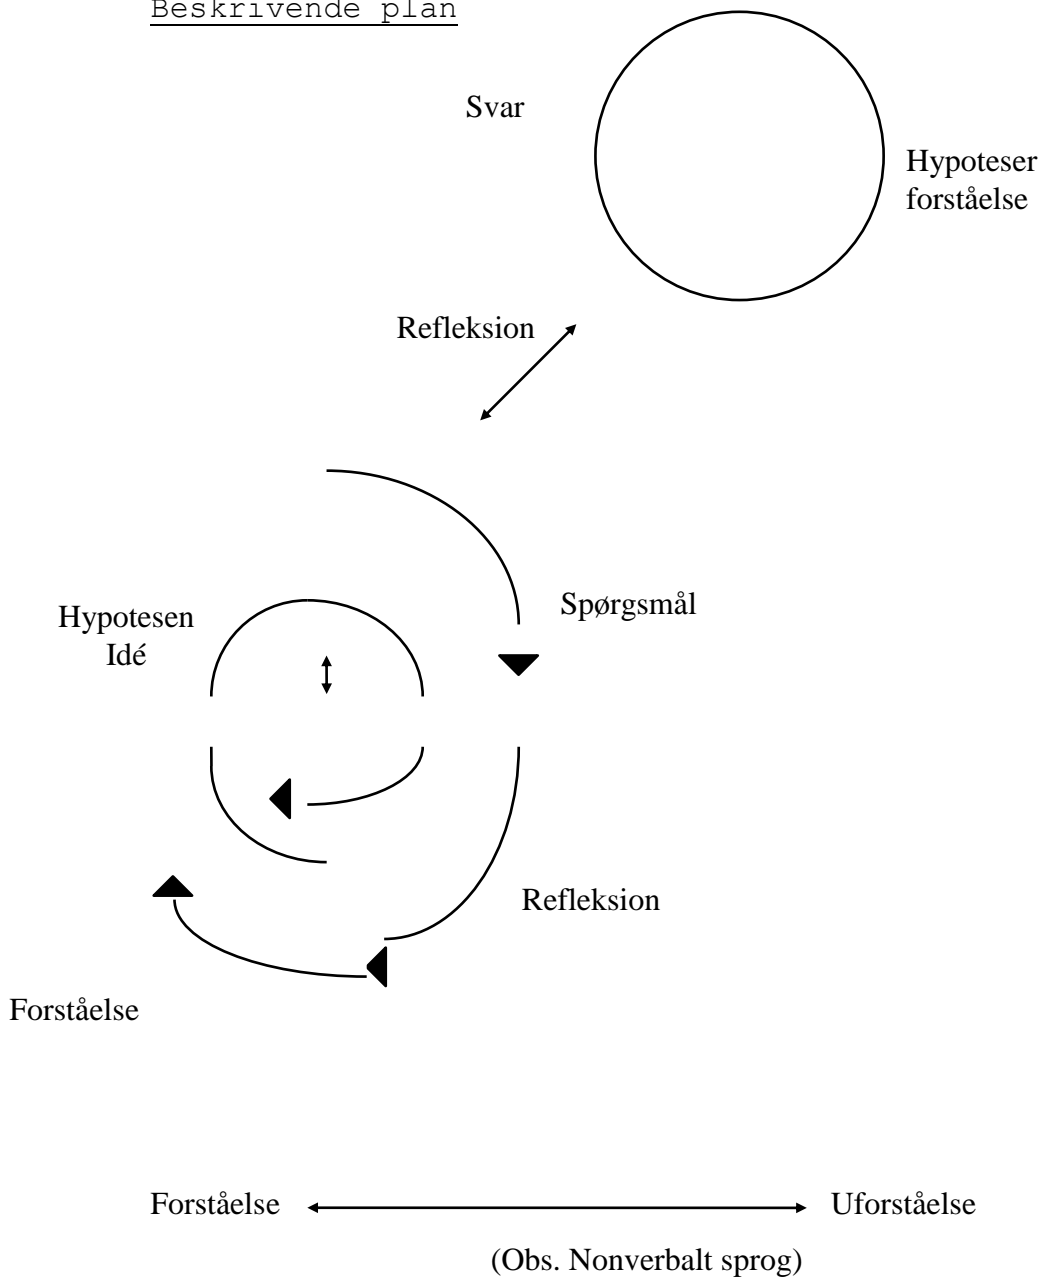 Beskrivende plan
Svar
Hypoteser
forståelse
Refleksion
Spørgsmål
Hypotesen
Idé
Refleksion
Forståelse
Forståelse
Uforståelse
(Obs. Nonverbalt sprog)